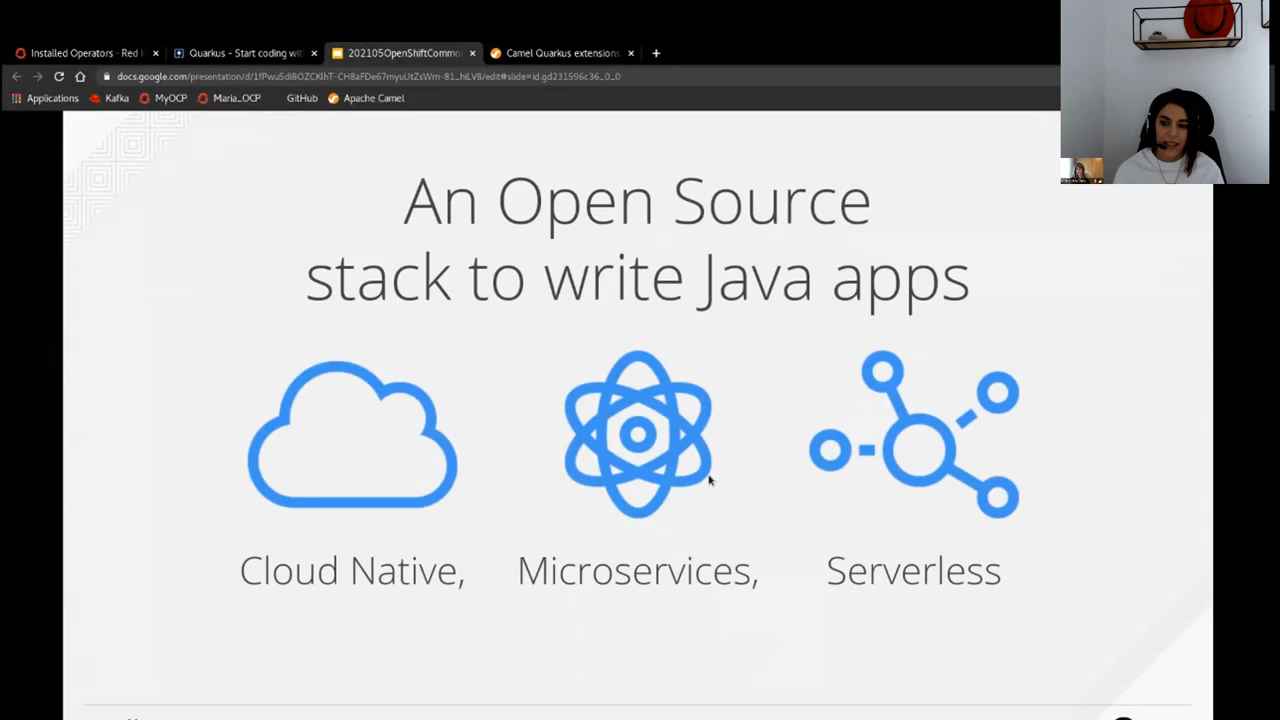 Installed Operators - Red H
Quarkus - Start coding wit
202105OpenShiftCommo
Camel Quarkus extensions
Applications
Kafka
MyOCP
Maria_OCP
GitHub
Apache Camel
An Open Source
stack to write Java apps
Cloud Native,
Microservices,
Serverless